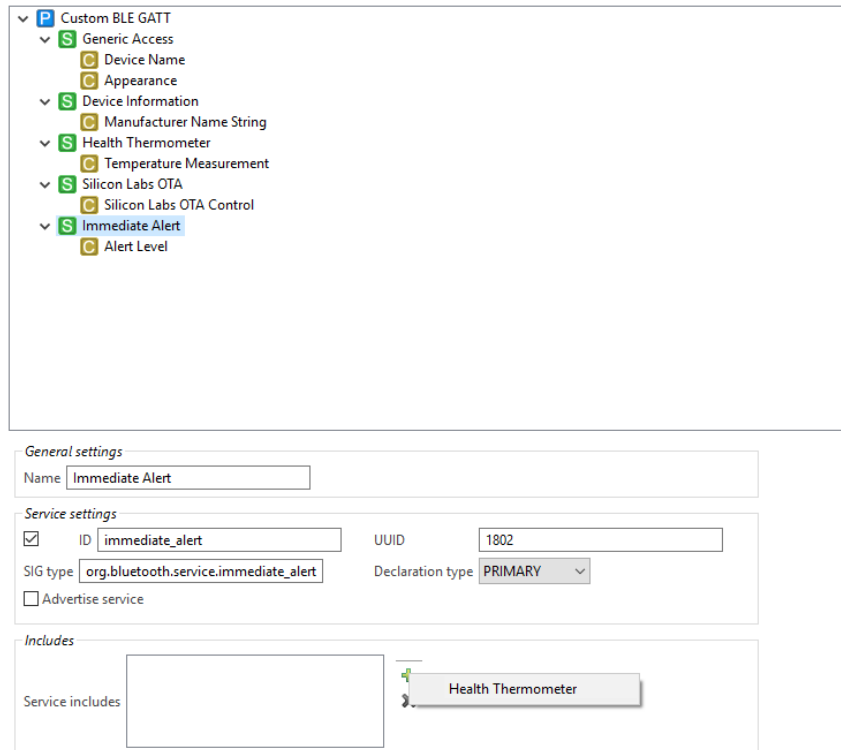 P Custom BLE GATT
S Generic Access
C Device Name
C Appearance
S Device Information
C Manufacturer Name String
S Health Thermometer
C Temperature Measurement
S Silicon Labs OTA
C Silicon Labs OTA Control
S Immediate Alert
C Alert Level
General settings
Name Immediate Alert
Service settings
ID immediate_alert UUID 1802
SIG type org.bluetooth.service.immediate_alert Declaration type PRIMARY
Advertise service
Includes
Health Thermometer
Service includes